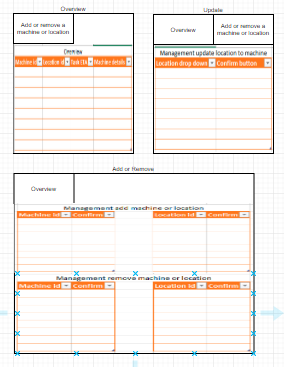 Overview
Add or remove a
machine or location
Overview
Machine Id Location id Task ETA Machine details
Update
Overview
Add or remove a
machine or location
Management update location to machine
Location drop down Confirm button
Add or Remove
Overview
Management add machine or location
Machine Id Confirm Location Id Confirm
Management remove machine or location
Machine Id Confirm Location Id Confirm